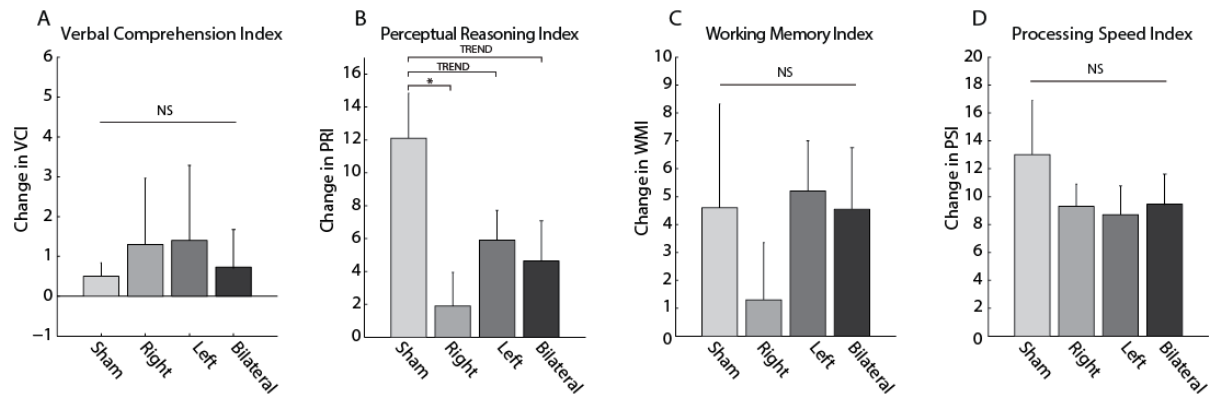 A
Verbal Comprehension Index
Change in VCI
6
5
4
3
2
1
0
−1
NS
Sham
Right
Left
Bilateral
B
Perceptual Reasoning Index
Change in PRI
16
14
12
10
8
6
4
2
0
TREND
TREND
*
Sham
Right
Left
Bilateral
C
Working Memory Index
Change in WMI
10
9
8
7
6
5
4
3
2
1
0
NS
Sham
Right
Left
Bilateral
D
Processing Speed Index
Change in PSI
20
18
16
14
12
10
8
6
4
2
0
NS
Sham
Right
Left
Bilateral